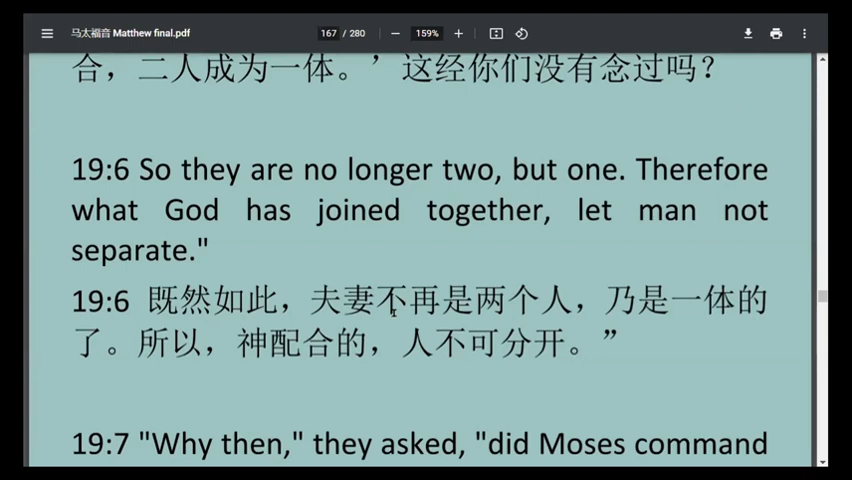 马太福音 Matthew final.pdf
167 / 280
159%
合，二人成为一体。’这经你们没有念过吗？
19:6 So they are no longer two, but one. Therefore
what God has joined together, let man not
separate."
19:6 既然如此，夫妻不再是两个人，乃是一体的
了。所以，神配合的，人不可分开。”
19:7 "Why then," they asked, "did Moses command